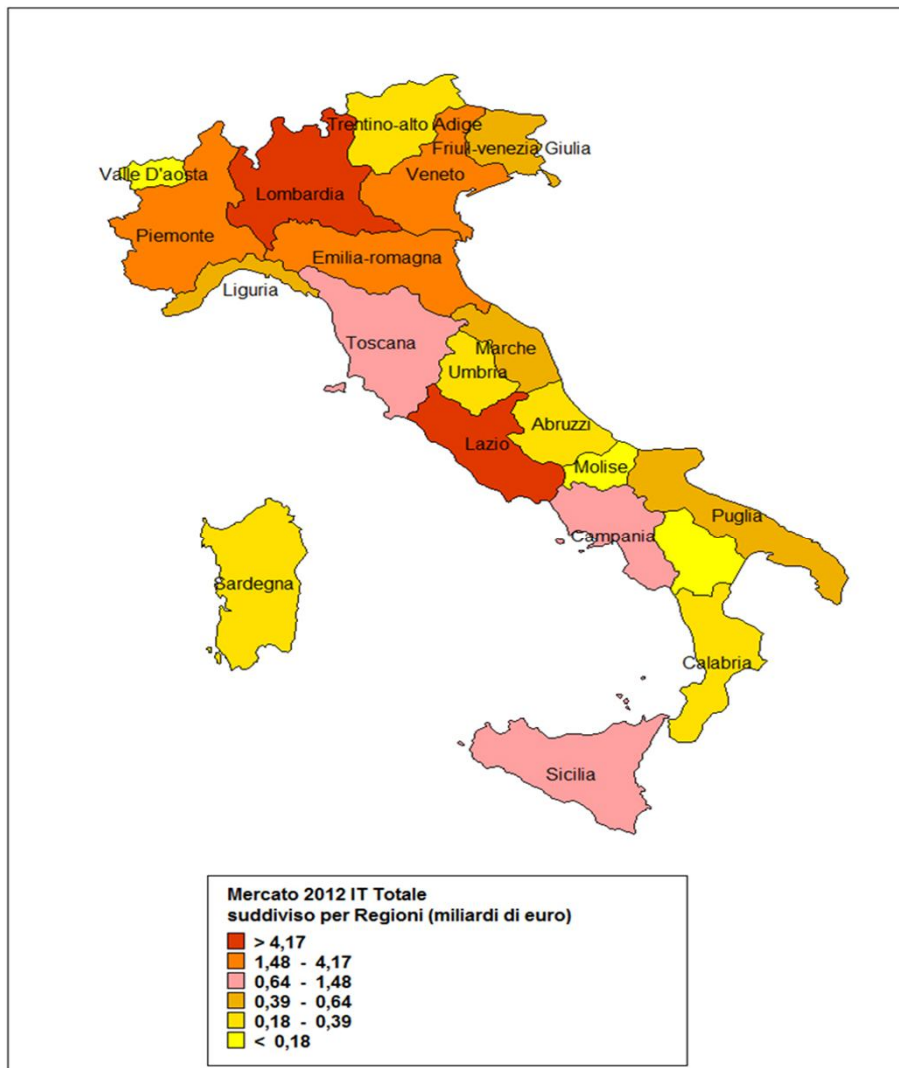 Trentino-alto Adige
Friul-venezia Giulia
Valle D'aosta
Veneto
Lombardia
Piemonte
Emilia-romagna
Liguria
Toscana
Marche
Umbria
Abruzzi
Lazio
Molise
Puglia
Campania
Sardegna
Calabria
Sicilia
Mercato 2012 IT Totale
suddiviso per Regioni (miliardi di euro)
> 4,17
1,48 - 4,17
0,64 - 1,48
0,39 - 0,64
0,18 - 0,39
< 0,18